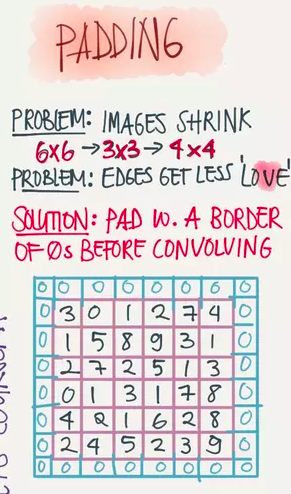 PADDING
PROBLEM: IMAGES SHRINK
6x6 → 3x3 → 4x4
PROBLEM: EDGES GET LESS 'LOVE'
SOLUTION: PAD W. A BORDER
OF 0s BEFORE CONVOLVING
0 0 0 0 0 0 0 0
0 3 0 1 2 7 4 0
0 1 5 8 9 3 1 0
0 2 7 2 5 1 3 0
0 0 1 3 1 7 8 0
0 4 2 1 6 2 8 0
0 2 4 5 2 3 9 0
0 0 0 0 0 0 0 0